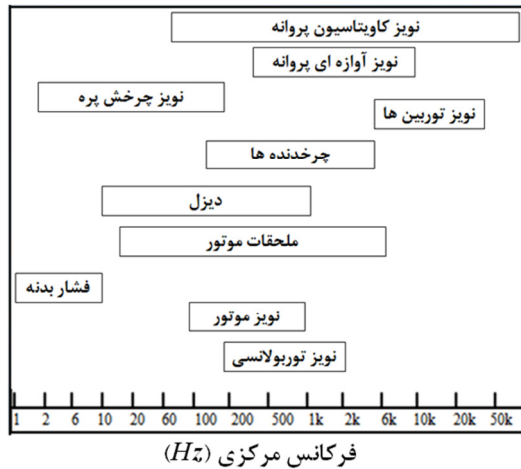 نویز کاویتاسیون پروانه
نویز آوازه ای پروانه
نویز چرخش پره
نویز توربین ها
چرخدنده ها
دیزل
ملحقات موتور
فشار بدنه
نویز موتور
نویز توربولانسی
1 2 6 10 20 60 100 200 500 1k 2k 6k 10k 20k 50k
فرکانس مرکزی (Hz)